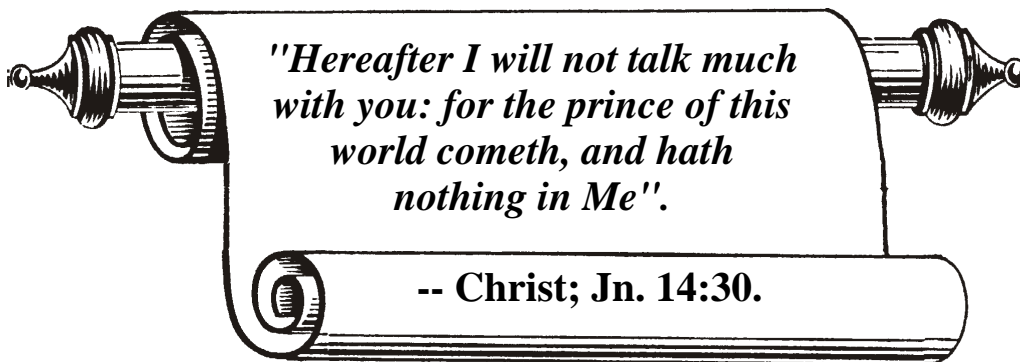 "Hereafter I will not talk much
with you: for the prince of this
world cometh, and hath
nothing in Me".
-- Christ; Jn. 14:30.